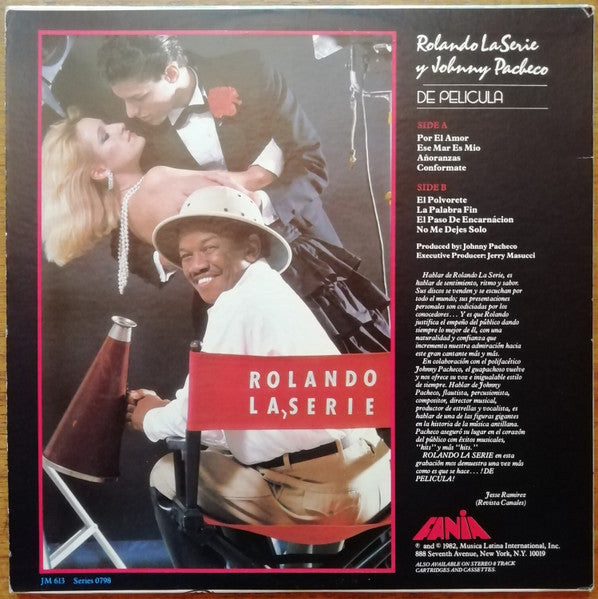 Rolando LaSerie
y Johnny Pacheco
DE PELICULA
SIDE A
Por El Amor
Ese Mar Es Mio
Añoranzas
Conformate
SIDE B
El Polvorete
La Palabra Fin
El Paso De Encarnácion
No Me Dejes Solo
Produced by: Johnny Pacheco
Executive Producer: Jerry Masucci
Hablar de Rolando La Serie, es
hablar de sentimiento, ritmo y sabor.
Sus discos se venden y se escuchan por
todo el mundo; sus presentaciones
personales son codiciadas por los
conocedores... Y es que Rolando
justifica el empeño del público dando
siempre lo mejor de él, con una
naturalidad y confianza que
incrementa nuestra admiración hacia
este gran cantante más y más.
En colaboración con el polifacético
Johnny Pacheco, el guapachoso vuelve
y nos ofrece su voz e inigualable estilo
de siempre. Hablar de Johnny
Pacheco, flautista, percusionista,
compositor, director musical,
productor de estrellas y vocalista, es
hablar de una de las figuras gigantes
en la historia de la música antillana.
Pacheco aseguró su lugar en el corazón
del público con éxitos musicales,
"hits" y más "hits."
ROLANDO LA SERIE en esta
grabación nos demuestra una vez más
como es que se hace...!DE
PELICULA!
Jesse Ramirez
(Revista Canales)
ROLANDO
LA SERIE
FANIA
℗ and © 1982, Musica Latina International, Inc.
888 Seventh Avenue, New York, N.Y. 10019
ALSO AVAILABLE ON STEREO 8 TRACK
CARTRIDGES AND CASSETTES.
JM 613 Series 0798